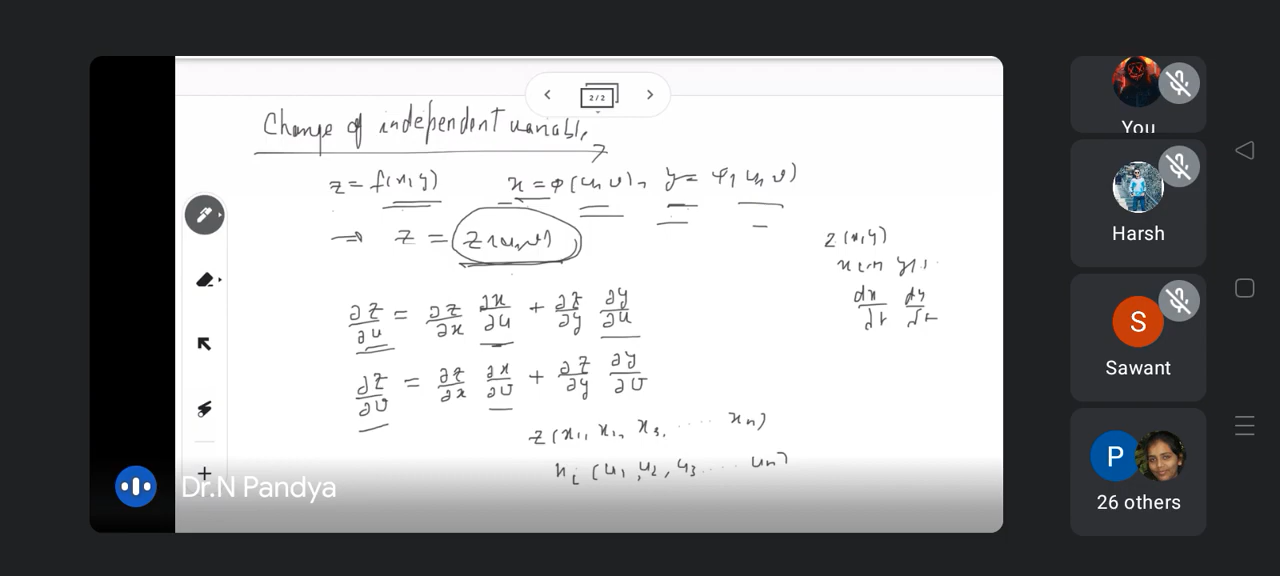 2/2
Change of independent variable,
z = f(x, y) x = φ(u, v), y = ψ(u, v)
⇒ z = z(u, v)
∂z/∂u = ∂z/∂x ∂x/∂u + ∂z/∂y ∂y/∂u
∂z/∂v = ∂z/∂x ∂x/∂v + ∂z/∂y ∂y/∂v
z(x₁, x₂, x₃, ..... xₙ)
xᵢ (u₁, u₂, u₃ .... uₙ)
z(x, y)
dx/dt dy/dt
Dr.N Pandya
You
Harsh
S
Sawant
P
26 others